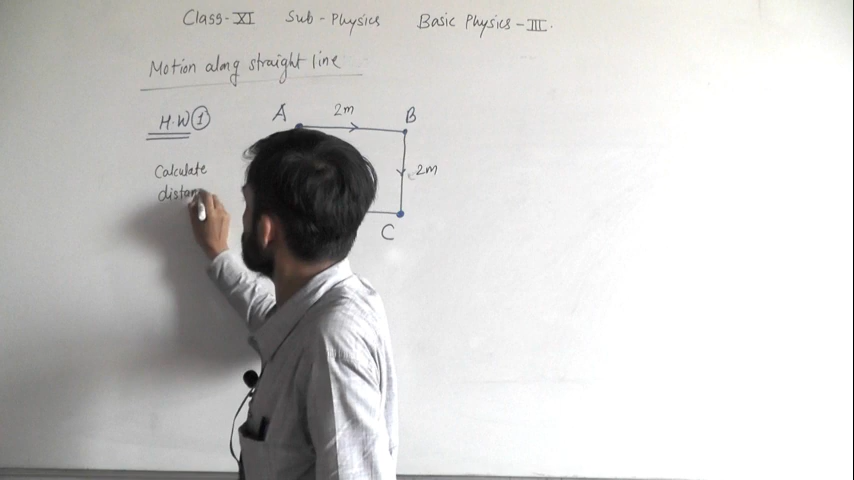 Class-XI Sub-Physics Basic Physics-III.
Motion along straight line
H.W 1
A 2m B
Calculate
2m
C